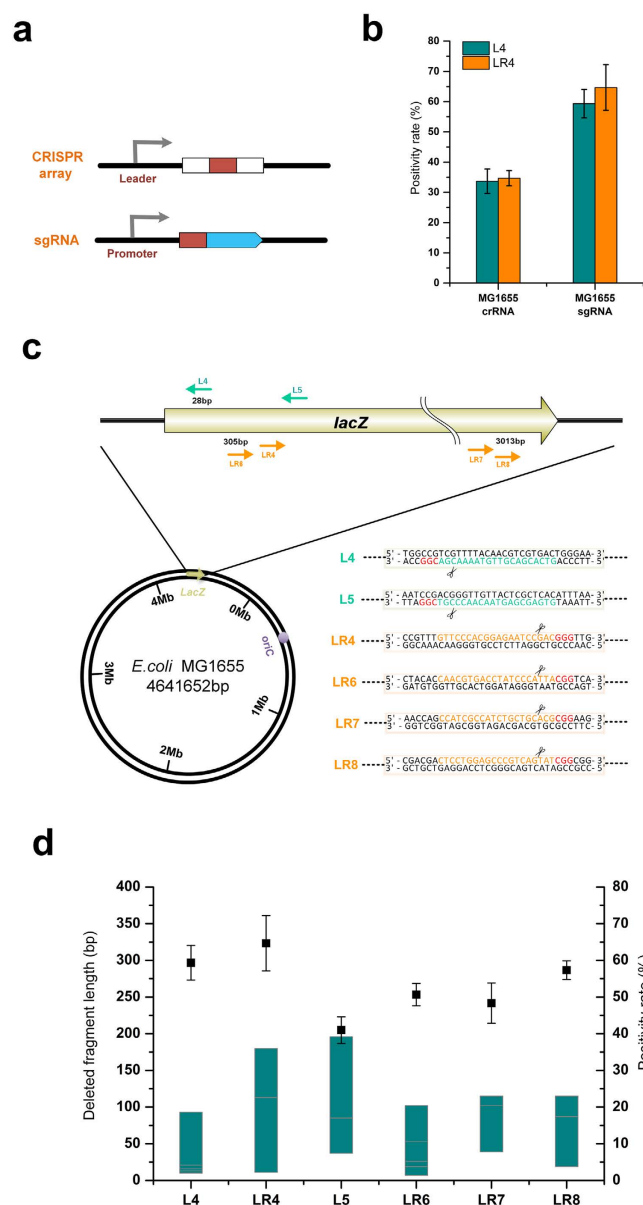 a
CRISPR
array
Leader
sgRNA
Promoter
b
L4
LR4
Positivity rate (%)
80
70
60
50
40
30
20
10
0
MG1655
crRNA
MG1655
sgRNA
c
L4
28bp
L5
lacZ
305bp
LR6
LR4
LR7
3013bp
LR8
LacZ
4Mb
0Mb
oriC
3Mb
E.coli MG1655
4641652bp
1Mb
2Mb
L4
5' -TGGCCGTCGTTTTACAACGTCGTGACTGGGAA- 3'
3' -ACCGGCAGCAAAATGTTGCAGCACTGACCCTT- 5'
L5
5' -AATCCGACGGGTTGTTACTCGCTCACATTTAA- 3'
3' -TTAGGCTGCCCAACAATGAGCGAGTGTAAATT- 5'
LR4
5' -CCGTTTGTTCCCACGGAGAATCCGACGGGTTG- 3'
3' -GGCAAACAAGGGTGCCTCTTAGGCTGCCCAAC- 5'
LR6
5' -CTACACCAACGTGACCTATCCCATTACGGTCA- 3'
3' -GATGTGGTTGCACTGGATAGGGTAATGCCAGT- 5'
LR7
5' -AACCAGCCATCGCCATCTGCTGCACGCGGAAG- 3'
3' -GGTCGGTAGCGGTAGACGACGTGCGCCTTC- 5'
LR8
5' -CGACGACTCCTGGAGCCCGTCAGTATCGGCGG- 3'
3' -GCTGCTGAGGACCTCGGGCAGTCATAGCCGCC- 5'
d
Deleted fragment length (bp)
400
350
300
250
200
150
100
50
0
L4
LR4
L5
LR6
LR7
LR8
80
70
60
50
40
30
20
10
0
Positivity rate (%)